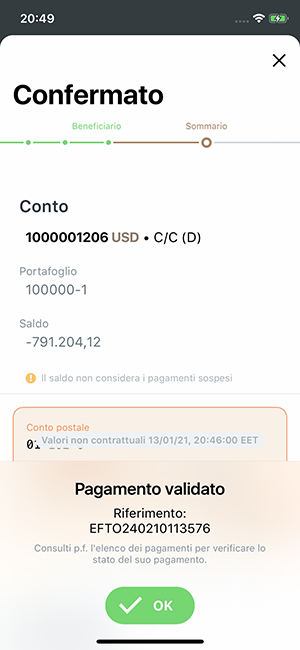 20:49
Confermato
Beneficiario
Sommario
Conto
1000001206 USD • C/C (D)
Portafoglio
100000-1
Saldo
-791.204,12
Il saldo non considera i pagamenti sospesi
Conto postale
Valori non contrattuali 13/01/21, 20:46:00 EET
Pagamento validato
Riferimento:
EFTO240210113576
Consulti p.f. l'elenco dei pagamenti per verificare lo
stato del suo pagamento.
OK